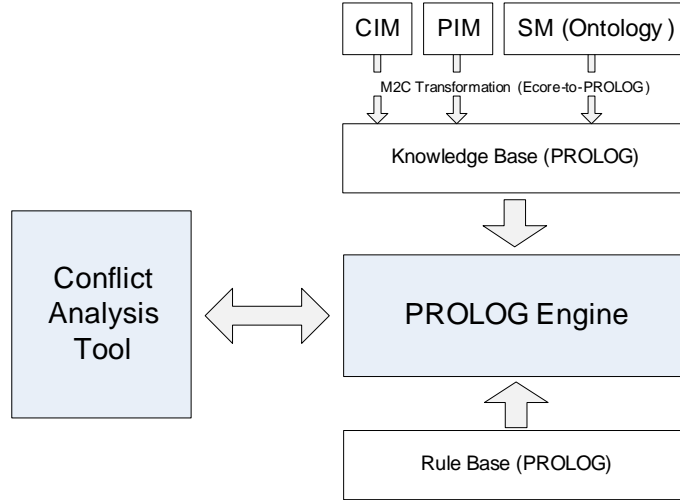 CIM PIM SM (Ontology)
M2C Transformation (Ecore-to-PROLOG)
Knowledge Base (PROLOG)
Conflict
Analysis
Tool
PROLOG Engine
Rule Base (PROLOG)